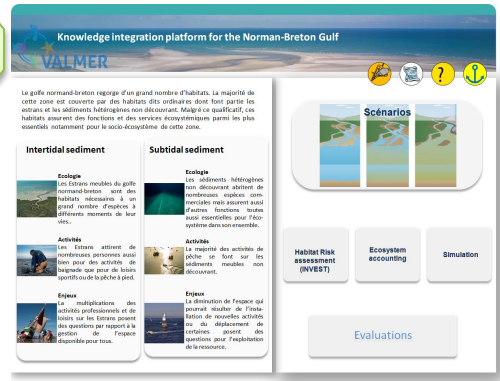 Knowledge integration platform for the Norman-Breton Gulf
VALMER
?
Le golfe normand-breton regorge d'un grand nombre d'habitats. La majorité de
cette zone est couverte par des habitats dits ordinaires dont font partie les
estrans et les sédiments hétérogènes non découvrant. Malgré ce qualificatif, ces
habitats assurent des fonctions et des services écosystémiques parmi les plus
essentiels notamment pour le socio-écosystème de cette zone.
Intertidal sediment
Ecologie
Les Estrans meubles du golfe
normand-breton sont des
habitats nécessaires à un
grand nombre d'espèces à
différents moments de leur
vies..
Activités
Les Estrans attirent de
nombreuses personnes aussi
bien pour des activités de
baignade que pour de loisirs
sportifs ou de la pêche à pied.
Enjeux
La multiplications des
activités professionnels et de
loisirs sur les Estrans posent
des questions par rapport à la
gestion de l'espace
disponible pour tous.
Subtidal sediment
Ecologie
Les sédiments hétérogènes
non découvrant abritent de
nombreuses espèces com-
merciales mais assurent aussi
d'autres fonctions toutes
aussi essentielles pour l'éco-
système dans son ensemble.
Activités
La majorité des activités de
pêche se font sur les
sédiments meubles non
découvrant.
Enjeux
La diminution de l'espace qui
pourrait résulter de l'insta-
llation de nouvelles activités
ou du déplacement de
certaines posent des
questions pour l'exploitation
de la ressource.
Scénarios
Habitat Risk
assessment
(INVEST)
Ecosystem
accounting
Simulation
Evaluations